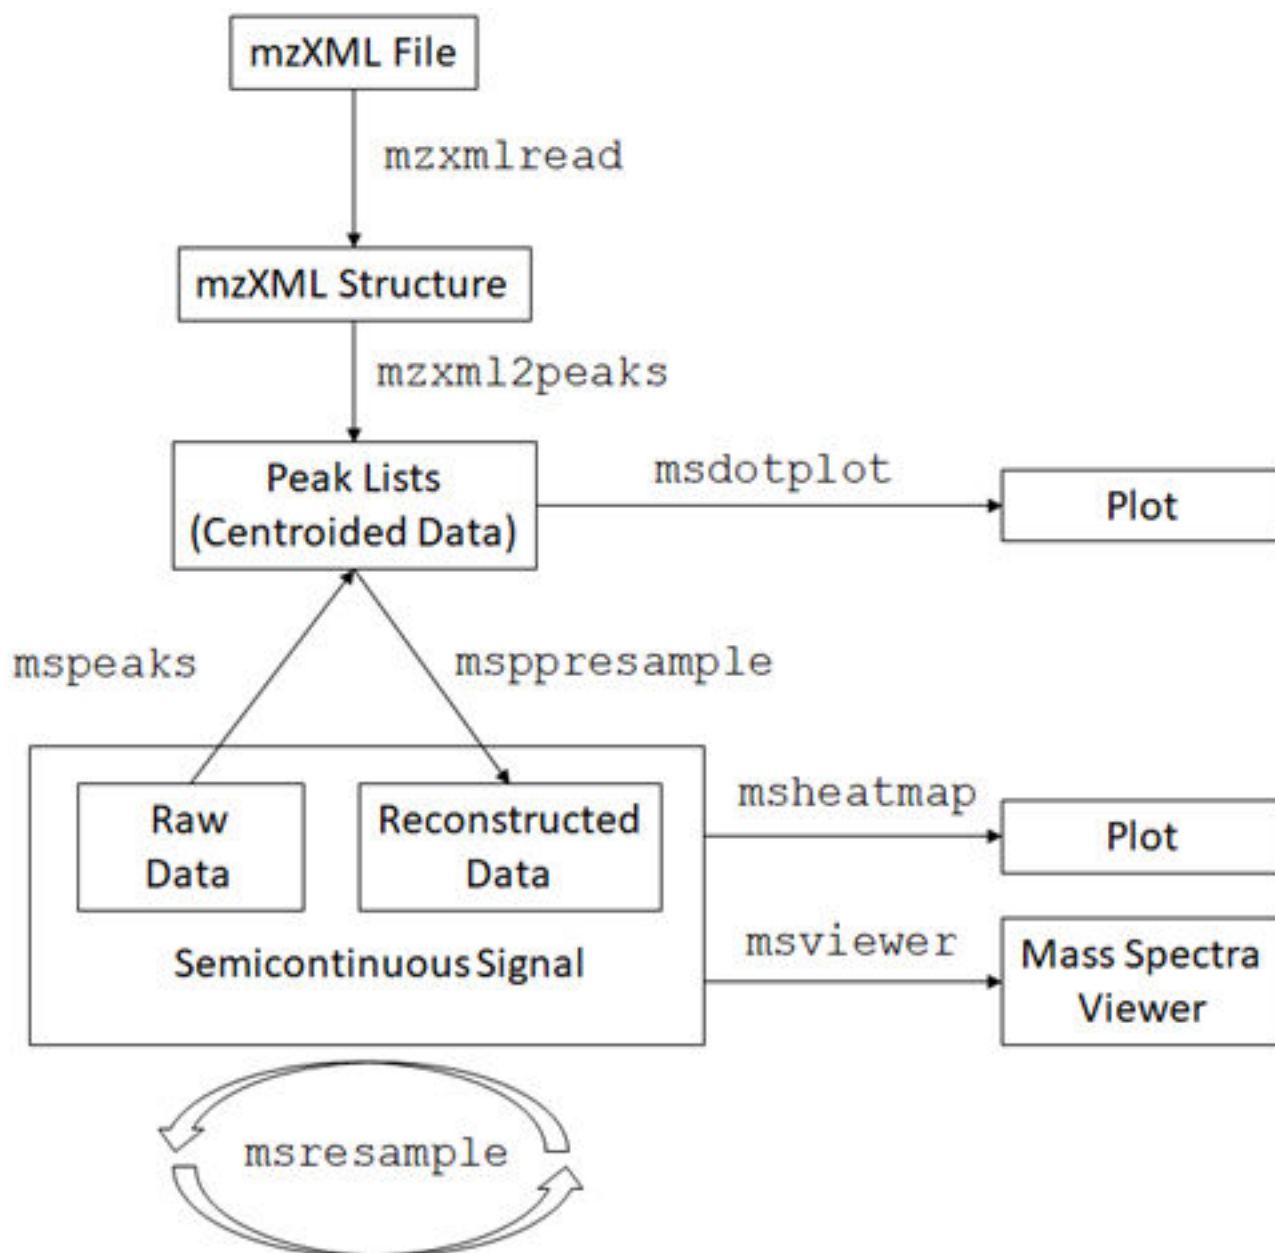 mzXML File
mzxmlread
mzXML Structure
mzxml2peaks
Peak Lists
(Centroided Data)
msdotplot
Plot
mspeaks
msppresample
Raw
Data
Reconstructed
Data
Semicontinuous Signal
msheatmap
Plot
msviewer
Mass Spectra
Viewer
msresample